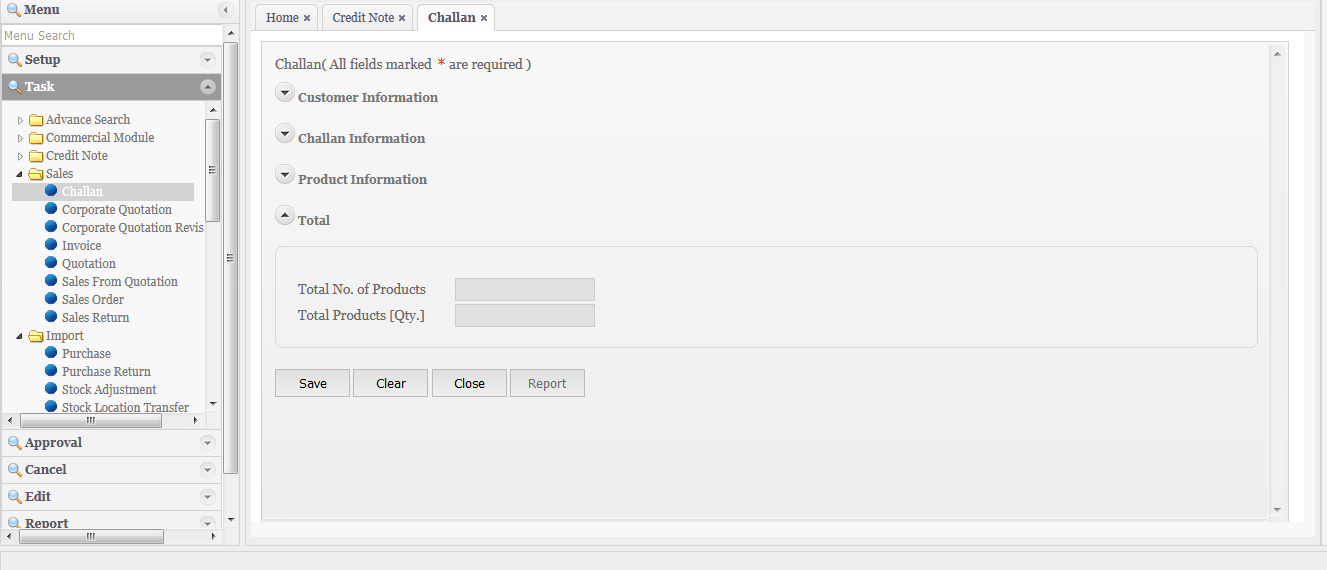 Menu
Menu Search
Setup
Task
Advance Search
Commercial Module
Credit Note
Sales
Challan
Corporate Quotation
Corporate Quotation Revis
Invoice
Quotation
Sales From Quotation
Sales Order
Sales Return
Import
Purchase
Purchase Return
Stock Adjustment
Stock Location Transfer
Approval
Cancel
Edit
Report
Home × Credit Note × Challan ×
Challan( All fields marked * are required )
Customer Information
Challan Information
Product Information
Total
Total No. of Products
Total Products [Qty.]
Save Clear Close Report